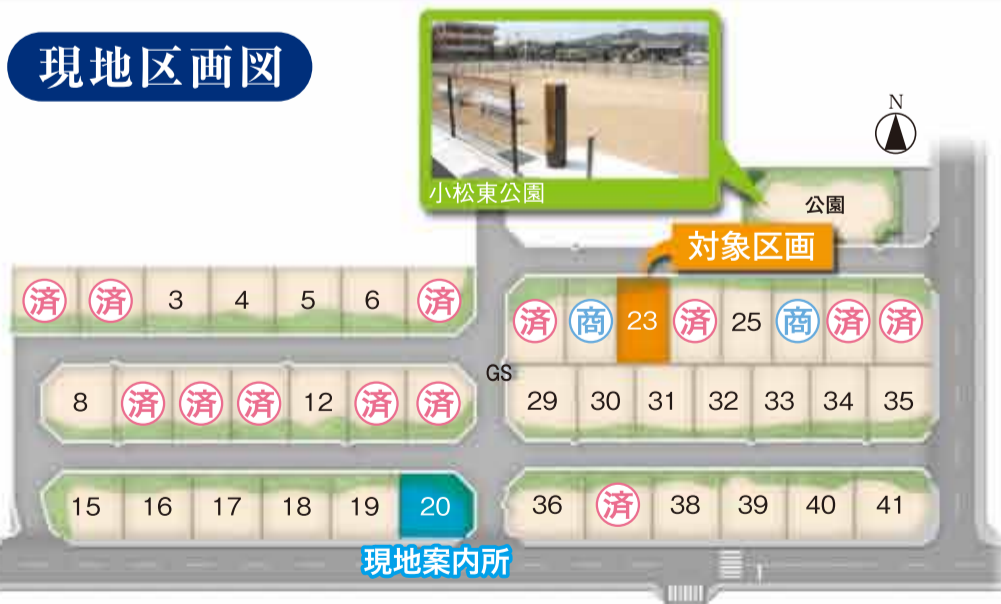 現地区画図
小松東公園
N
公園
対象区画
済 済 3 4 5 6 済
済 商 23 済 25 商 済 済
GS
8 済 済 済 12 済 済
29 30 31 32 33 34 35
15 16 17 18 19 20
36 済 38 39 40 41
現地案内所